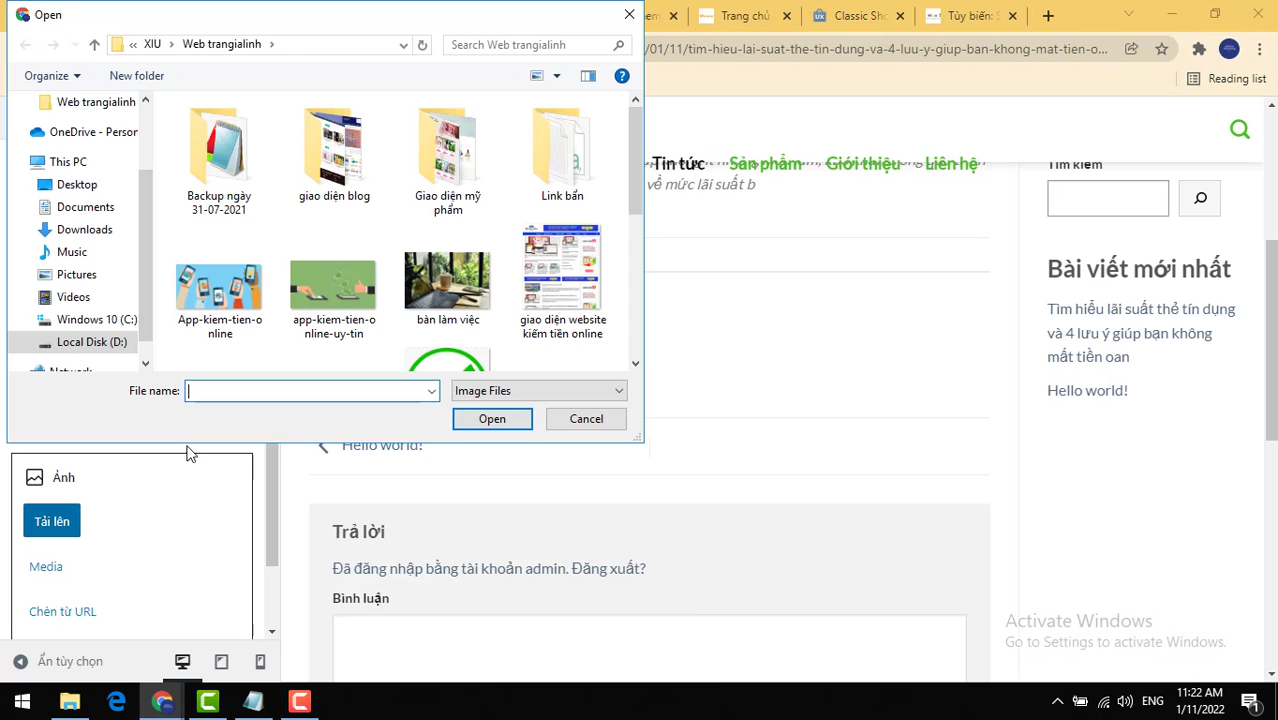 Open
Trang chủ
Classic Sho
Tùy biến: S
XIU
Web trangialinh
Search Web trangialinh
/01/11/tim-hieu-lai-suat-the-tin-dung-va-4-luu-y-giup-ban-khong-mat-tien-o...
Organize
New folder
Reading list
Web trangialinh
OneDrive - Person
This PC
Desktop
Documents
Downloads
Music
Pictures
Videos
Windows 10 (C:)
Local Disk (D:)
Network
Backup ngày
31-07-2021
giao diện blog
Giao diện mỹ
phẩm
Link bẩn
App-kiem-tien-o
nline
app-kiem-tien-o
nline-uy-tin
bàn làm việc
giao diện website
kiếm tiền online
File name:
Image Files
Open
Cancel
Tin tức
Sản phẩm
Giới thiệu
Liên hệ
về mức lãi suất b
Tìm kiếm
Bài viết mới nhất
Tìm hiểu lãi suất thẻ tín dụng
và 4 lưu ý giúp bạn không
mất tiền oan
Hello world!
Hello world!
Ảnh
Tải lên
Media
Chèn từ URL
Ẩn tùy chọn
Trả lời
Đã đăng nhập bằng tài khoản admin. Đăng xuất?
Bình luận
Activate Windows
Go to Settings to activate Windows.
ENG
11:22 AM
1/11/2022
1